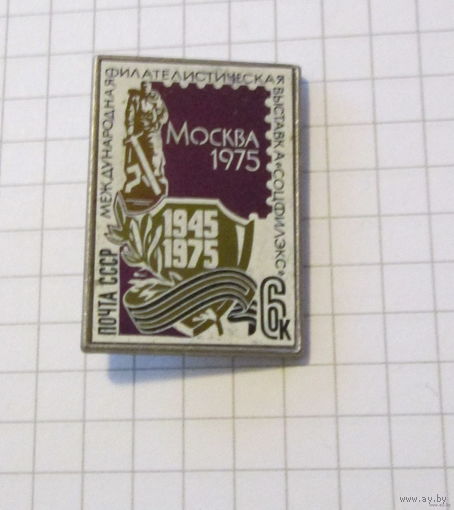 МЕЖДУНАРОДНАЯ
ФИЛАТЕЛИСТИЧЕСКАЯ
ВЫСТАВКА «СОЦФИЛЭКС»
МОСКВА
1975
1945
1975
ПОЧТА СССР
6К
www.ay.by